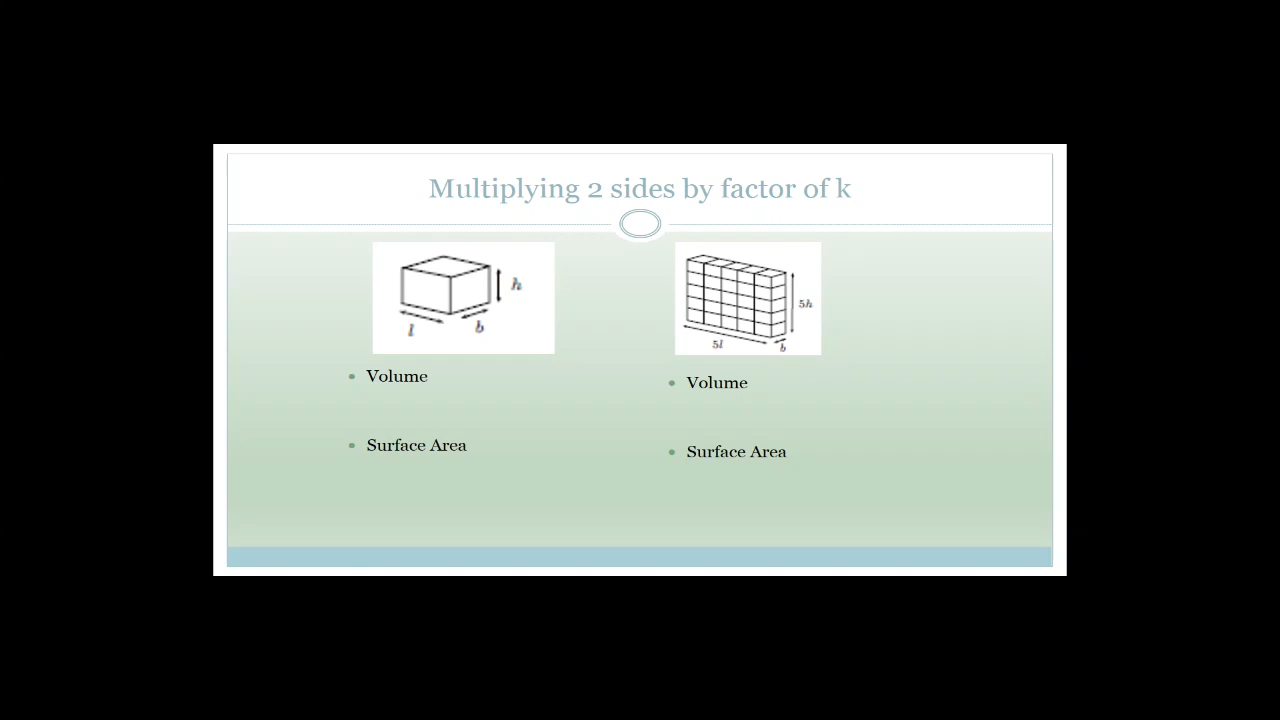 Multiplying 2 sides by factor of k
h
l
b
5h
5l
b
• Volume
• Surface Area
• Volume
• Surface Area